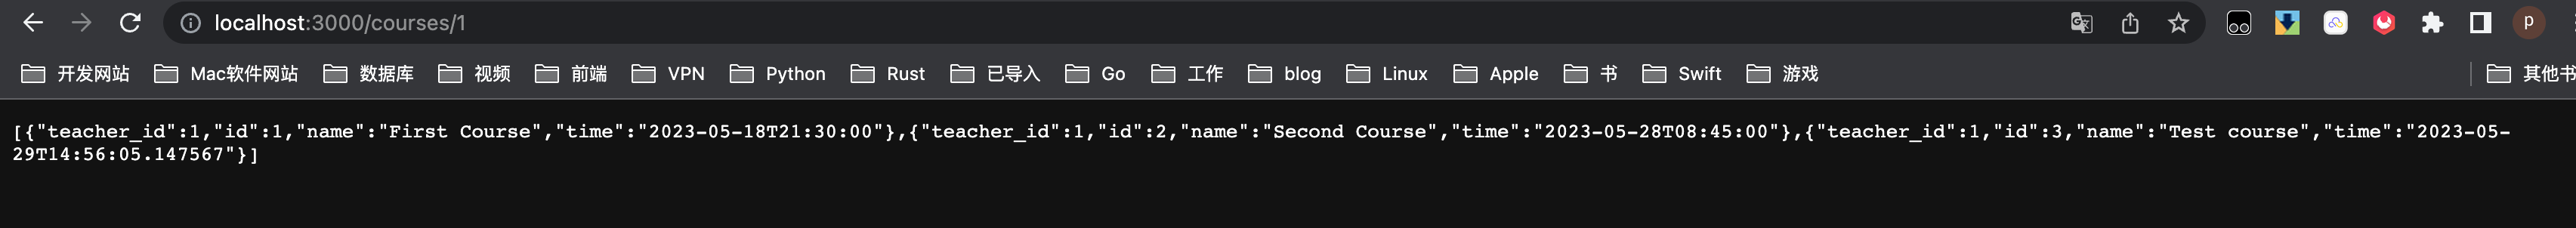 localhost:3000/courses/1
P
开发网站 Mac软件网站 数据库 视频 前端 VPN Python Rust 已导入 Go 工作 blog Linux Apple 书 Swift 游戏 其他书
[{"teacher_id":1,"id":1,"name":"First Course","time":"2023-05-18T21:30:00"},{"teacher_id":1,"id":2,"name":"Second Course","time":"2023-05-28T08:45:00"},{"teacher_id":1,"id":3,"name":"Test course","time":"2023-05-
29T14:56:05.147567"}]